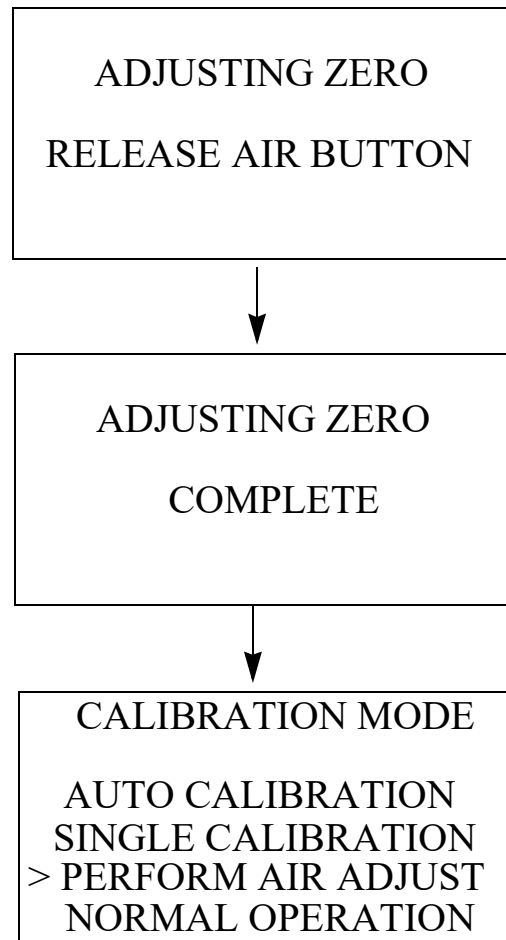 ADJUSTING ZERO
RELEASE AIR BUTTON
ADJUSTING ZERO
COMPLETE
CALIBRATION MODE
AUTO CALIBRATION
SINGLE CALIBRATION
> PERFORM AIR ADJUST
NORMAL OPERATION